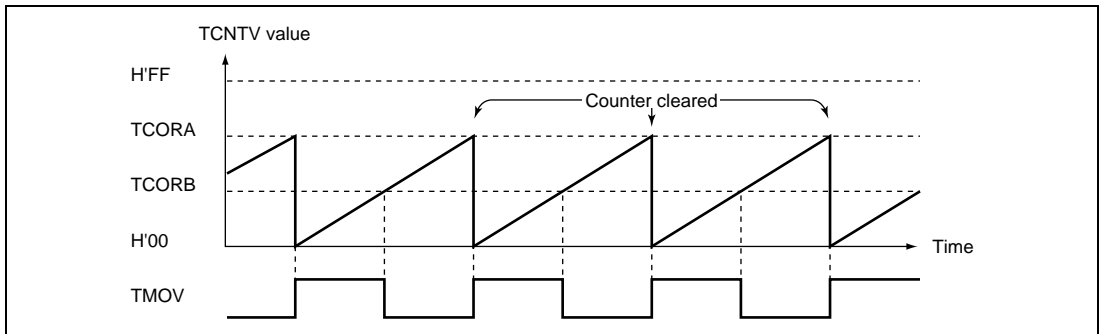 TCNTV value
H'FF
Counter cleared
TCORA
TCORB
H'00
Time
TMOV